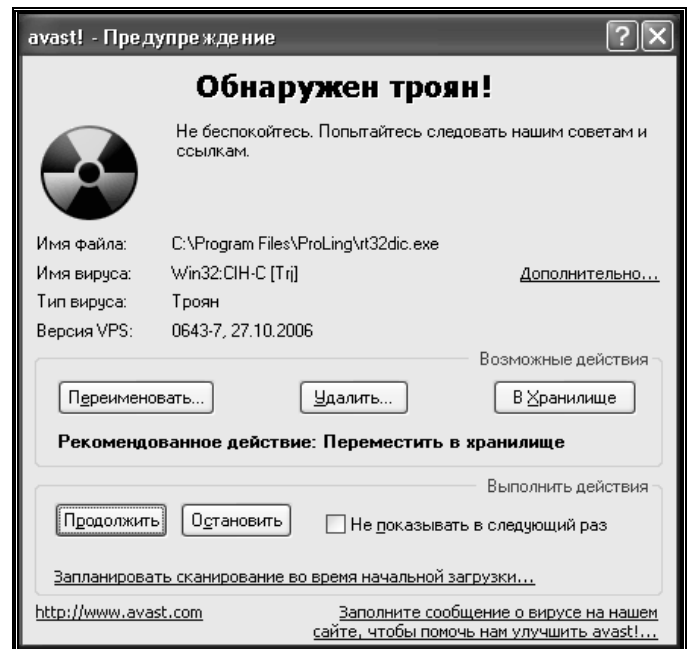 avast! - Предупреждение
Обнаружен троян!
Не беспокойтесь. Попытайтесь следовать нашим советам и
ссылкам.
Имя файла: C:\Program Files\ProLing\rt32dic.exe
Имя вируса: Win32:CIH-C [Trj] Дополнительно...
Тип вируса: Троян
Версия VPS: 0643-7, 27.10.2006
Возможные действия
Переименовать... Удалить... В Хранилище
Рекомендованное действие: Переместить в хранилище
Выполнить действия
Продолжить Остановить Не показывать в следующий раз
Запланировать сканирование во время начальной загрузки...
http://www.avast.com Заполните сообщение о вирусе на нашем
сайте, чтобы помочь нам улучшить avast!...